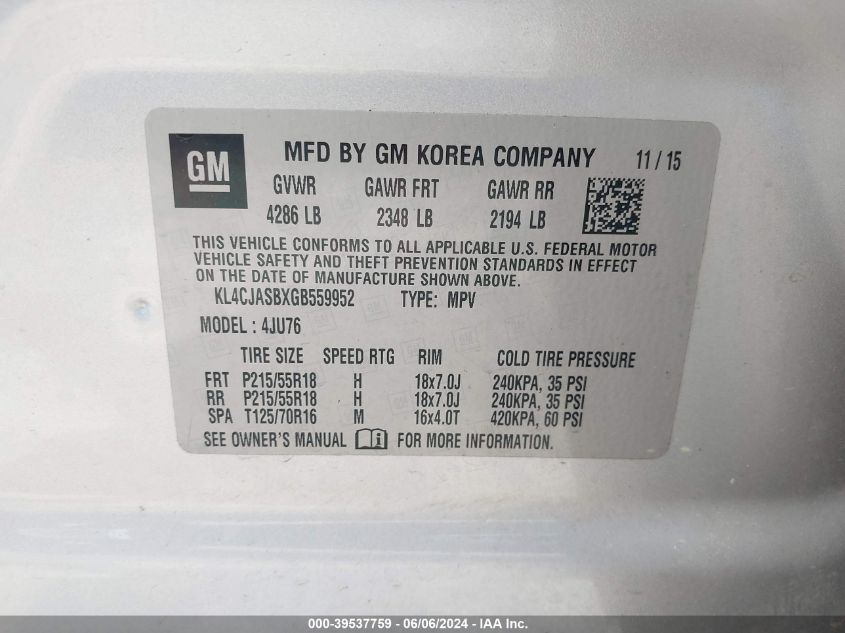 GM
MFD BY GM KOREA COMPANY 11 / 15
GVWR GAWR FRT GAWR RR
4286 LB 2348 LB 2194 LB
THIS VEHICLE CONFORMS TO ALL APPLICABLE U.S. FEDERAL MOTOR
VEHICLE SAFETY AND THEFT PREVENTION STANDARDS IN EFFECT
ON THE DATE OF MANUFACTURE SHOWN ABOVE.
KL4CJASBXGB559952 TYPE: MPV
MODEL : 4JU76
TIRE SIZE SPEED RTG RIM COLD TIRE PRESSURE
FRT P215/55R18 H 18x7.0J 240KPA, 35 PSI
RR P215/55R18 H 18x7.0J 240KPA, 35 PSI
SPA T125/70R16 M 16x4.0T 420KPA, 60 PSI
SEE OWNER'S MANUAL FOR MORE INFORMATION.
000-39537759 - 06/06/2024 - IAA Inc.